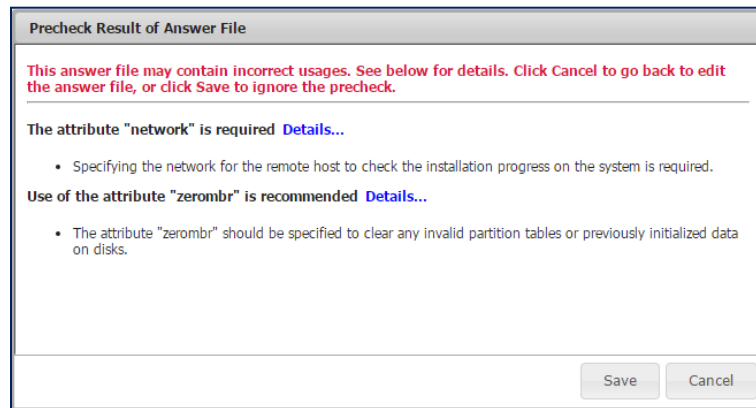 Precheck Result of Answer File
This answer file may contain incorrect usages. See below for details. Click Cancel to go back to edit
the answer file, or click Save to ignore the precheck.
The attribute "network" is required Details...
• Specifying the network for the remote host to check the installation progress on the system is required.
Use of the attribute "zerombr" is recommended Details...
• The attribute "zerombr" should be specified to clear any invalid partition tables or previously initialized data
on disks.
Save Cancel